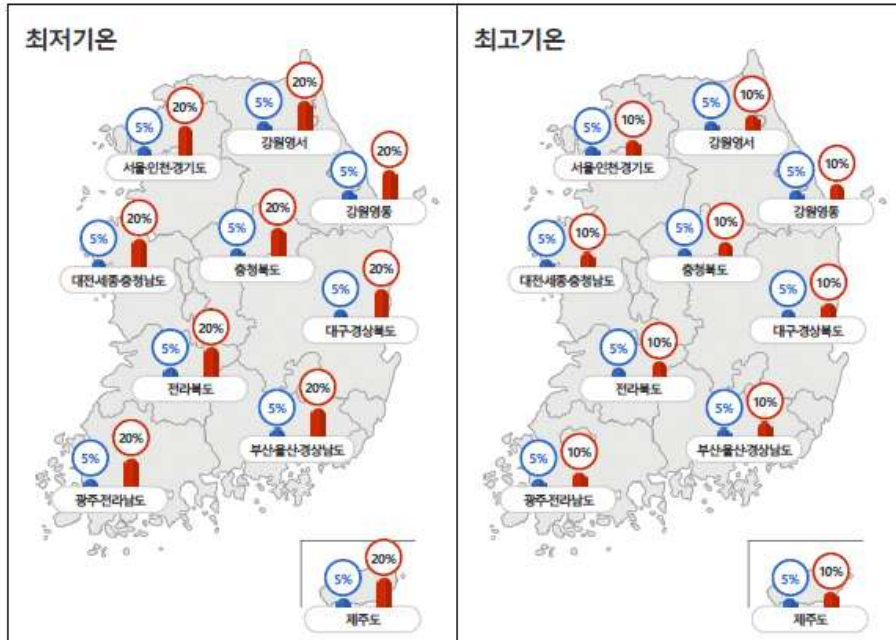 최저기온
5% 20%
서울·인천·경기도
5% 20%
강원영서
5% 20%
강원영동
5% 20%
대전·세종·충청남도
5% 20%
충청북도
5% 20%
대구·경상북도
5% 20%
전라북도
5% 20%
부산·울산·경상남도
5% 20%
광주·전라남도
5% 20%
제주도
최고기온
5% 10%
서울·인천·경기도
5% 10%
강원영서
5% 10%
강원영동
5% 10%
대전·세종·충청남도
5% 10%
충청북도
5% 10%
대구·경상북도
5% 10%
전라북도
5% 10%
부산·울산·경상남도
5% 10%
광주·전라남도
5% 10%
제주도